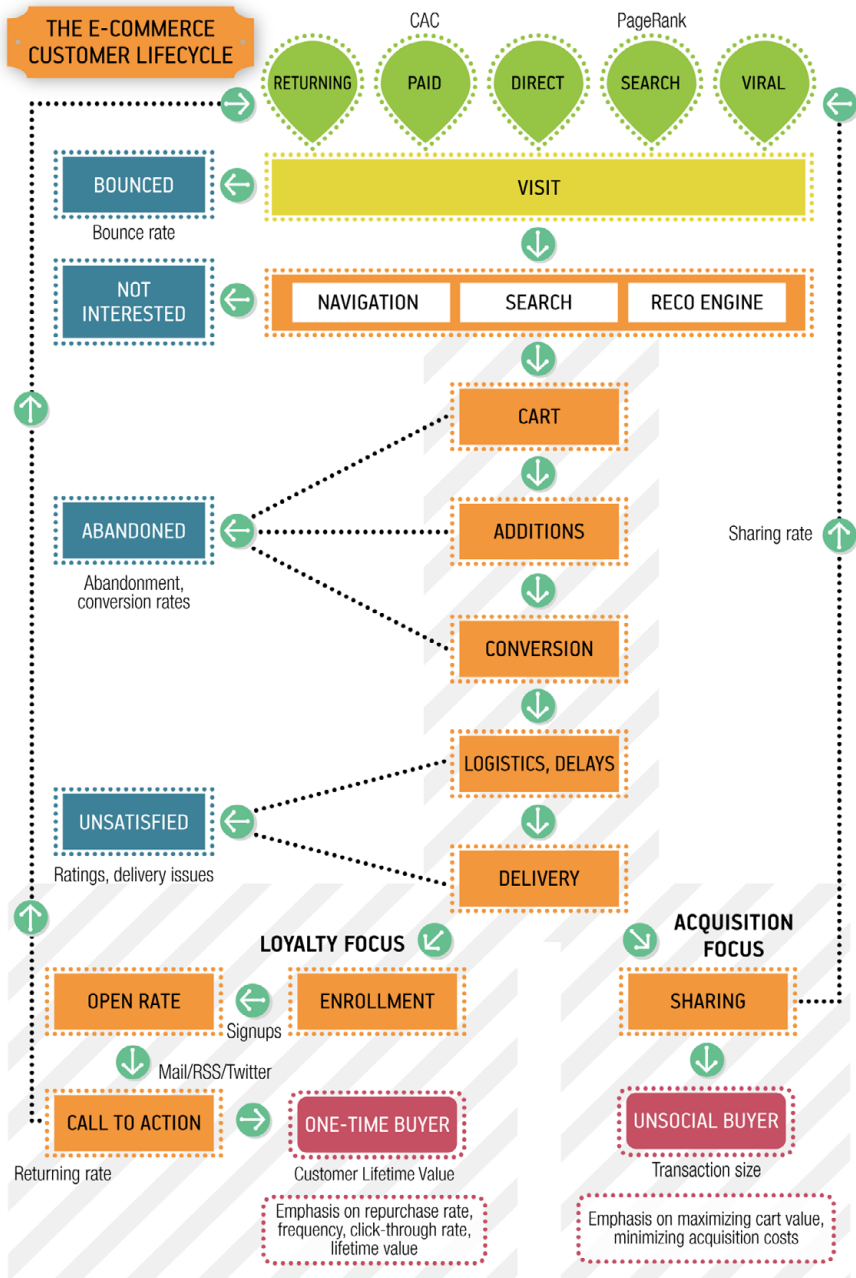 THE E-COMMERCE
CUSTOMER LIFECYCLE
CAC
PageRank
RETURNING
PAID
DIRECT
SEARCH
VIRAL
BOUNCED
VISIT
Bounce rate
NOT
INTERESTED
NAVIGATION
SEARCH
RECO ENGINE
CART
ABANDONED
ADDITIONS
Sharing rate
Abandonment,
conversion rates
CONVERSION
LOGISTICS, DELAYS
UNSATISFIED
Ratings, delivery issues
DELIVERY
LOYALTY FOCUS
ACQUISITION
FOCUS
OPEN RATE
ENROLLMENT
SHARING
Signups
Mail/RSS/Twitter
CALL TO ACTION
ONE-TIME BUYER
UNSOCIAL BUYER
Returning rate
Customer Lifetime Value
Transaction size
Emphasis on repurchase rate,
frequency, click-through rate,
lifetime value
Emphasis on maximizing cart value,
minimizing acquisition costs